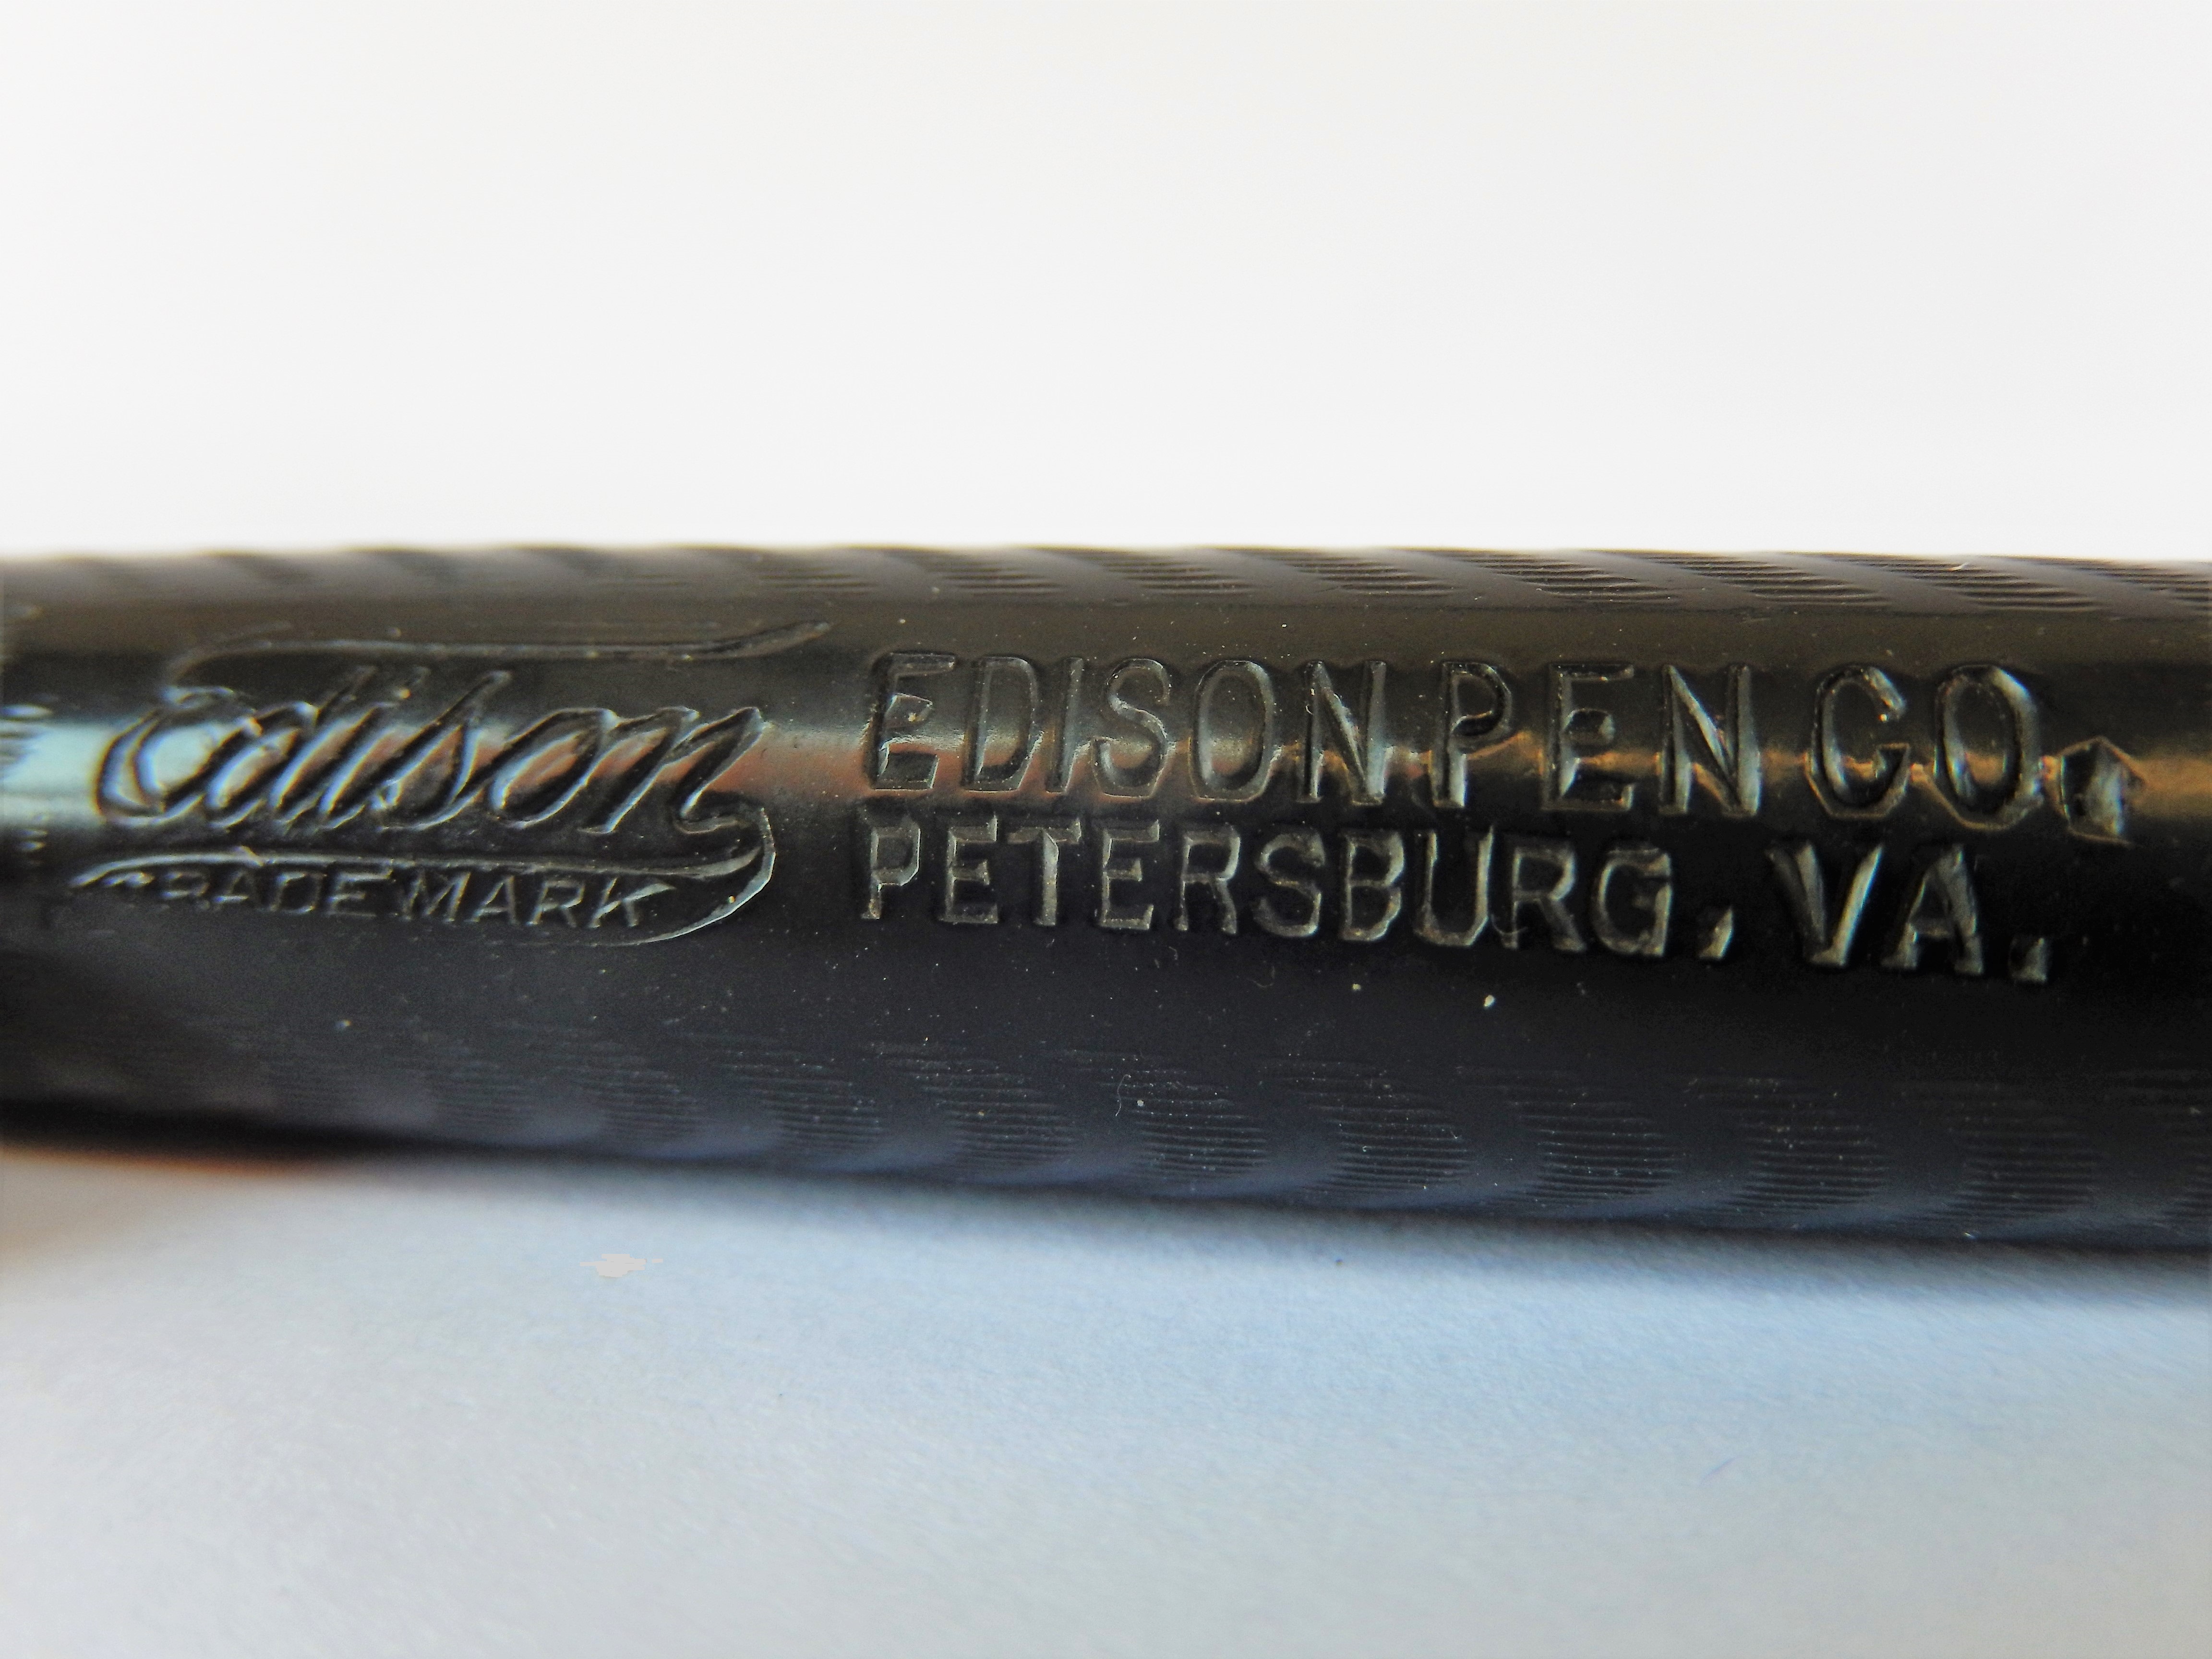 Edison
TRADE MARK
EDISON PEN CO.
PETERSBURG, VA.